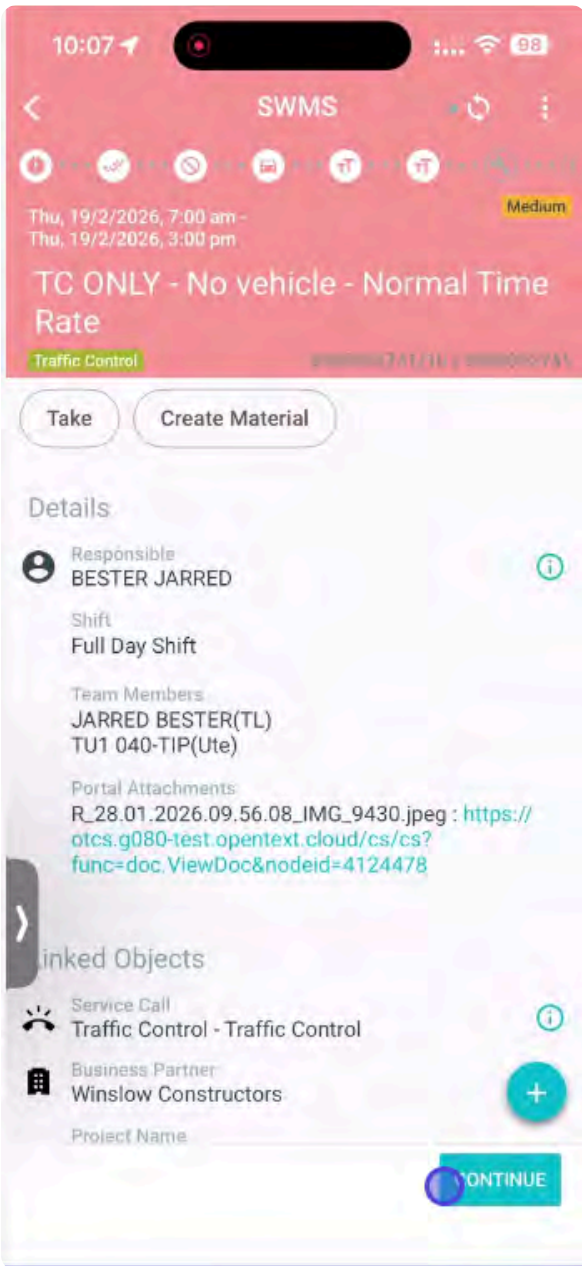 10:07
98
SWMS
Medium
Thu, 19/2/2026, 7:00 am -
Thu, 19/2/2026, 3:00 pm
TC ONLY - No vehicle - Normal Time
Rate
Traffic Control
Take
Create Material
Details
Responsible
BESTER JARRED
Shift
Full Day Shift
Team Members
JARRED BESTER(TL)
TU1 040-TIP(Ute)
Portal Attachments
R_28.01.2026.09.56.08_IMG_9430.jpeg : https://
otcs.g080-test.opentext.cloud/cs/cs?
func=doc.ViewDoc&nodeid=4124478
inked Objects
Service Call
Traffic Control - Traffic Control
Business Partner
Winslow Constructors
Project Name
CONTINUE